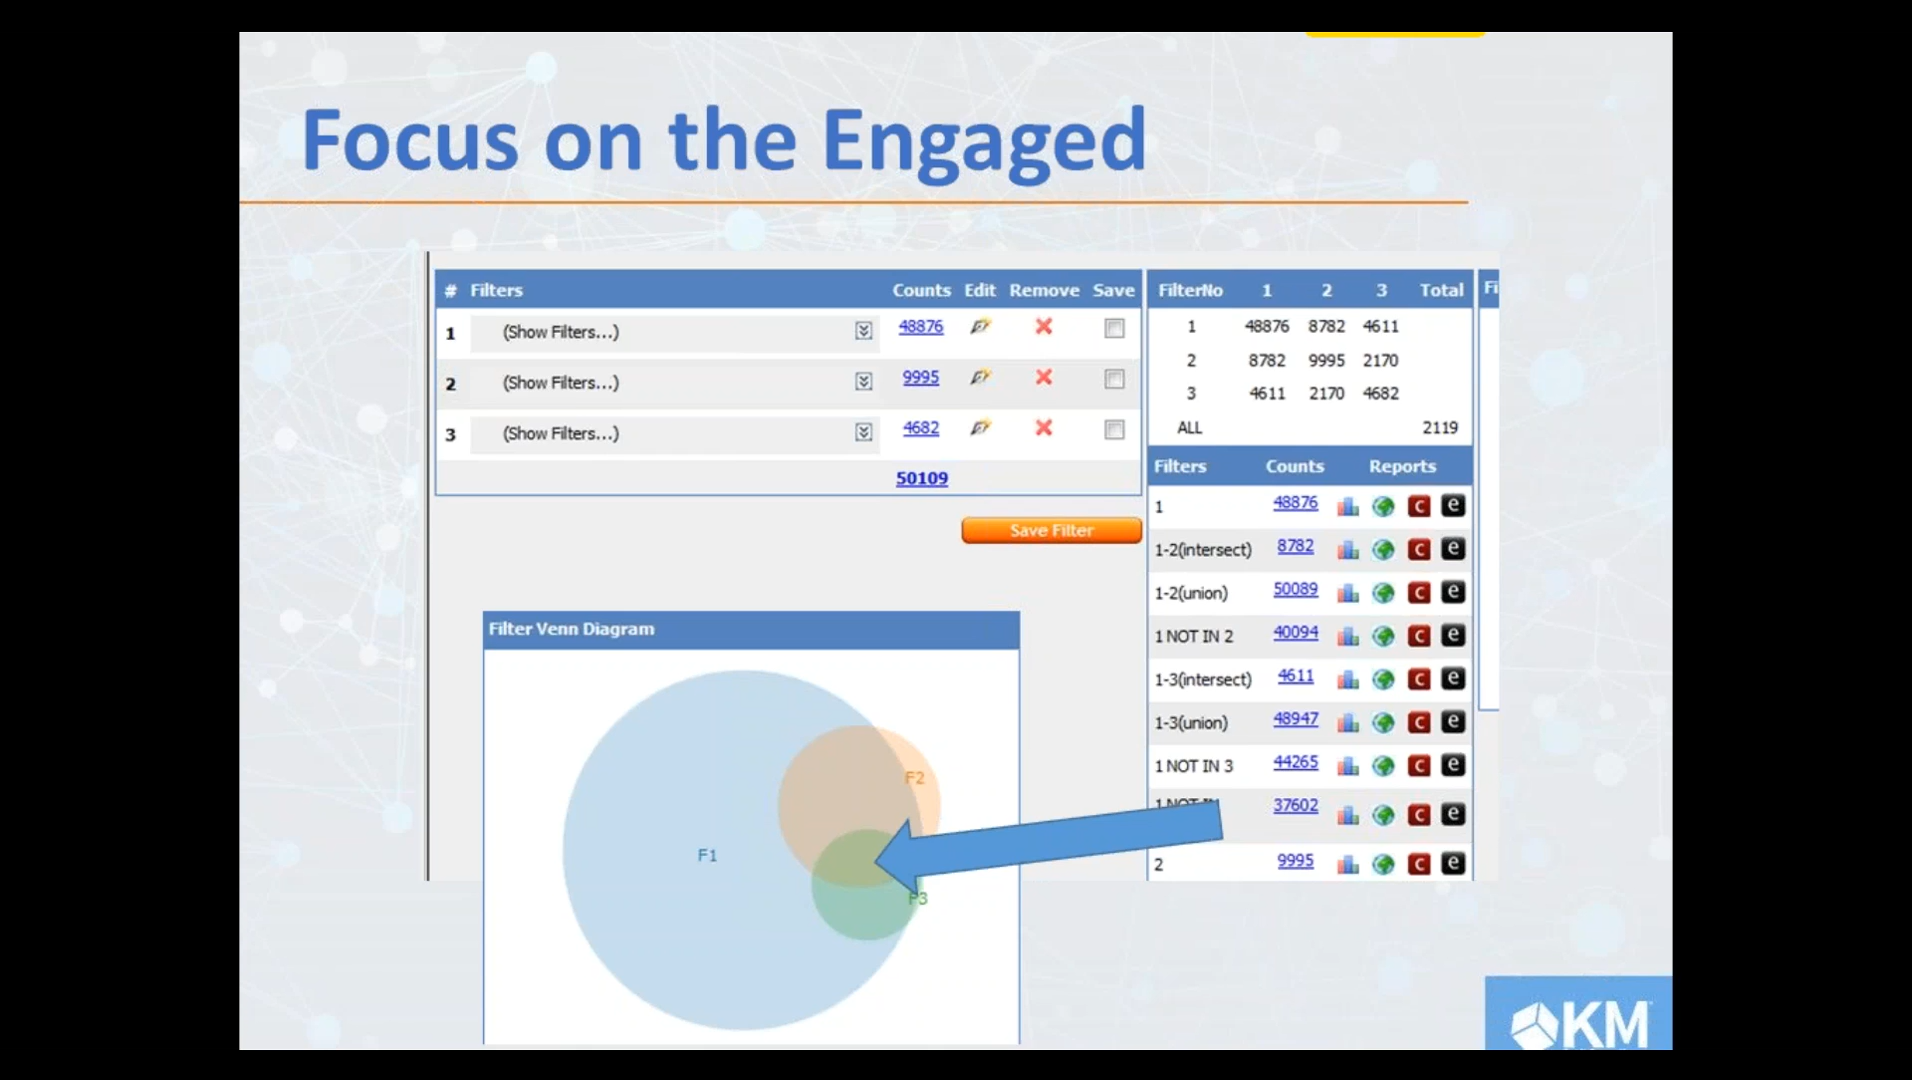 Focus on the Engaged
# Filters Counts Edit Remove Save
1 (Show Filters...) 48876
2 (Show Filters...) 9995
3 (Show Filters...) 4682
50109
Save Filter
FilterNo 1 2 3 Total
1 48876 8782 4611
2 8782 9995 2170
3 4611 2170 4682
ALL 2119
Fi
Filters Counts Reports
1 48876 c e
1-2(intersect) 8782 c e
1-2(union) 50089 c e
1 NOT IN 2 40094 c e
1-3(intersect) 4611 c e
1-3(union) 48947 c e
1 NOT IN 3 44265 c e
1 NOT IN 37602 c e
2 9995 c e
Filter Venn Diagram
F2
F1
F3
KM